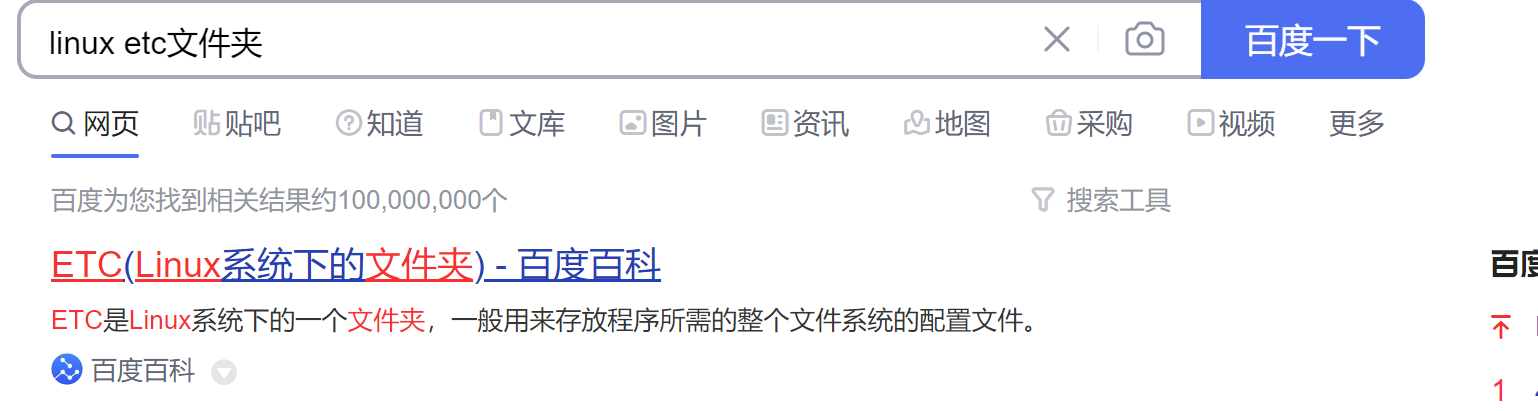 linux etc文件夹 百度一下
网页 贴吧 知道 文库 图片 资讯 地图 采购 视频 更多
百度为您找到相关结果约100,000,000个 搜索工具
ETC(Linux系统下的文件夹) - 百度百科
百度
ETC是Linux系统下的一个文件夹，一般用来存放程序所需的整个文件系统的配置文件。
百度百科
1